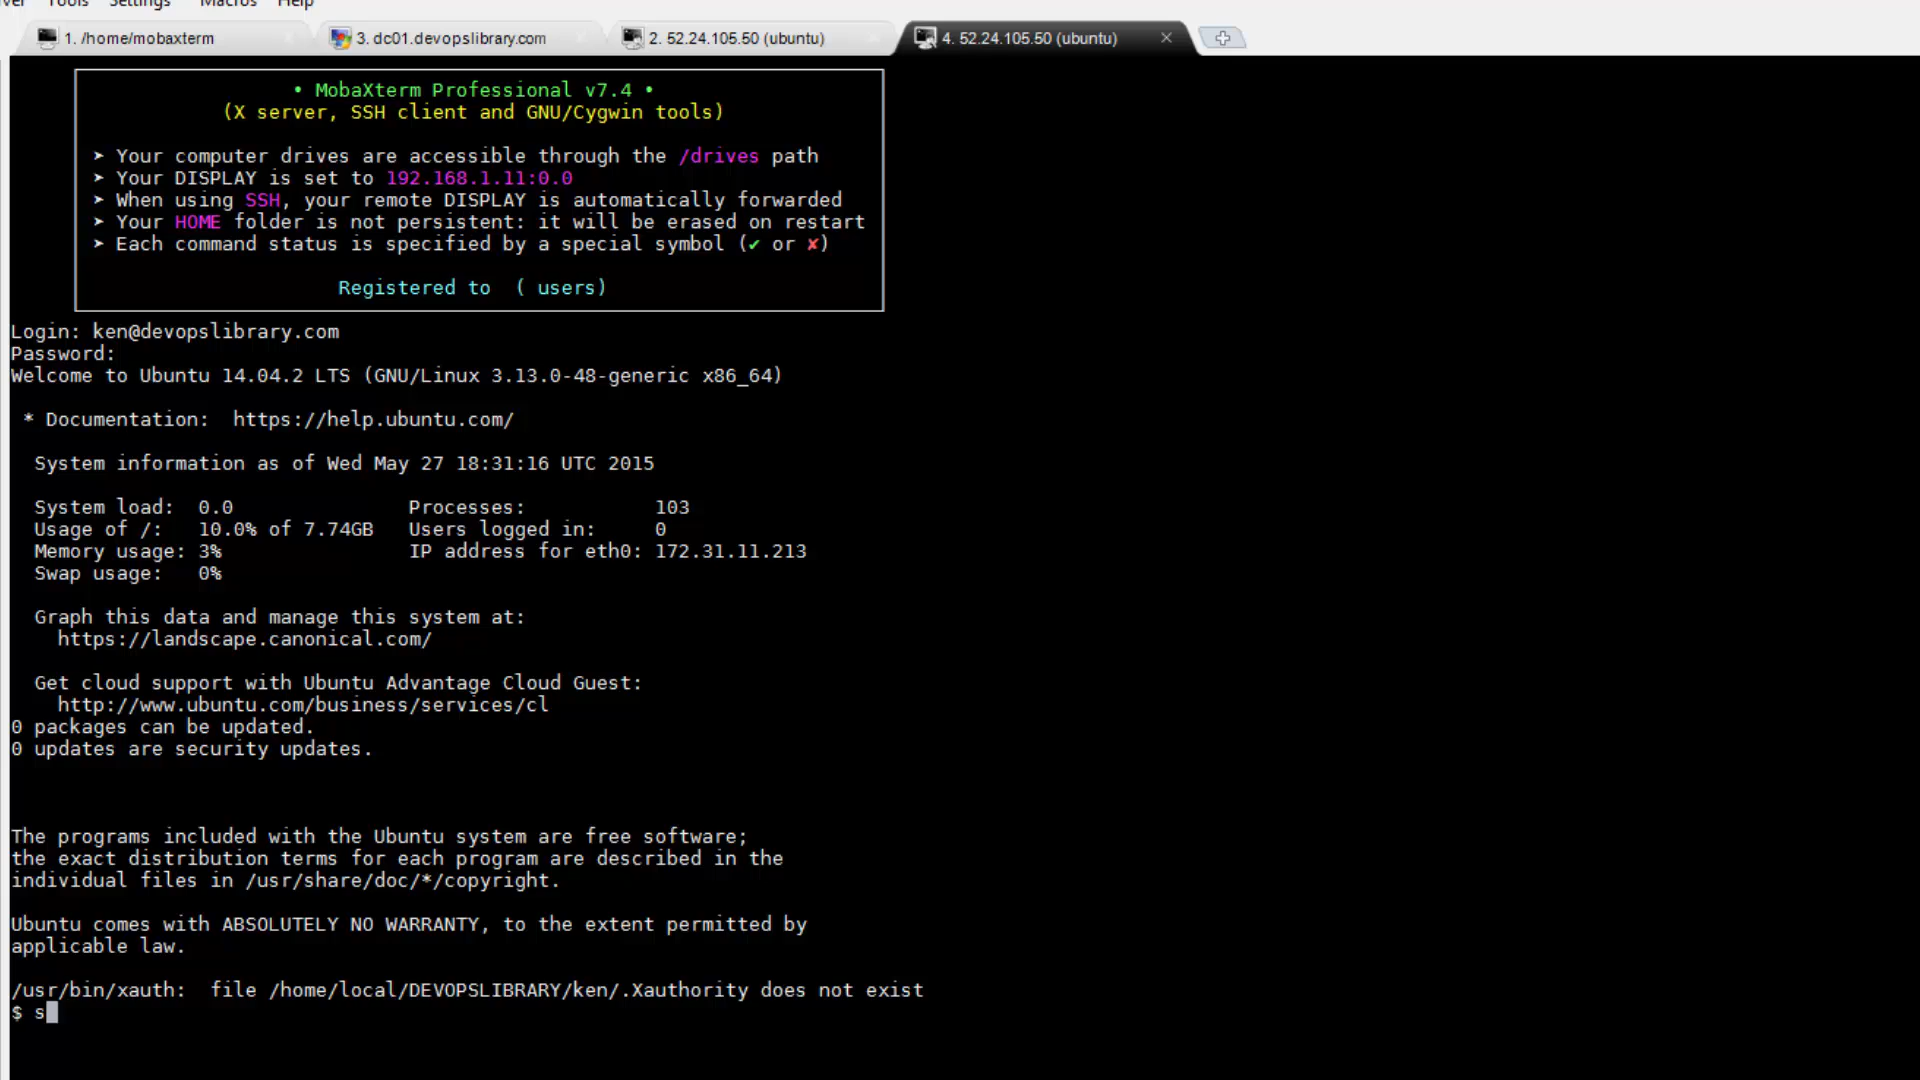 Tools Settings Macros Help
1. /home/mobaxterm
3. dc01.devopslibrary.com
2. 52.24.105.50 (ubuntu)
4. 52.24.105.50 (ubuntu)
• MobaXterm Professional v7.4 •
(X server, SSH client and GNU/Cygwin tools)
➤ Your computer drives are accessible through the /drives path
➤ Your DISPLAY is set to 192.168.1.11:0.0
➤ When using SSH, your remote DISPLAY is automatically forwarded
➤ Your HOME folder is not persistent: it will be erased on restart
➤ Each command status is specified by a special symbol (✔ or ✘)
Registered to ( users)
Login: ken@devopslibrary.com
Password:
Welcome to Ubuntu 14.04.2 LTS (GNU/Linux 3.13.0-48-generic x86_64)
* Documentation: https://help.ubuntu.com/
System information as of Wed May 27 18:31:16 UTC 2015
System load: 0.0 Processes: 103
Usage of /: 10.0% of 7.74GB Users logged in: 0
Memory usage: 3% IP address for eth0: 172.31.11.213
Swap usage: 0%
Graph this data and manage this system at:
https://landscape.canonical.com/
Get cloud support with Ubuntu Advantage Cloud Guest:
http://www.ubuntu.com/business/services/cl
0 packages can be updated.
0 updates are security updates.
The programs included with the Ubuntu system are free software;
the exact distribution terms for each program are described in the
individual files in /usr/share/doc/*/copyright.
Ubuntu comes with ABSOLUTELY NO WARRANTY, to the extent permitted by
applicable law.
/usr/bin/xauth: file /home/local/DEVOPSLIBRARY/ken/.Xauthority does not exist
$ s